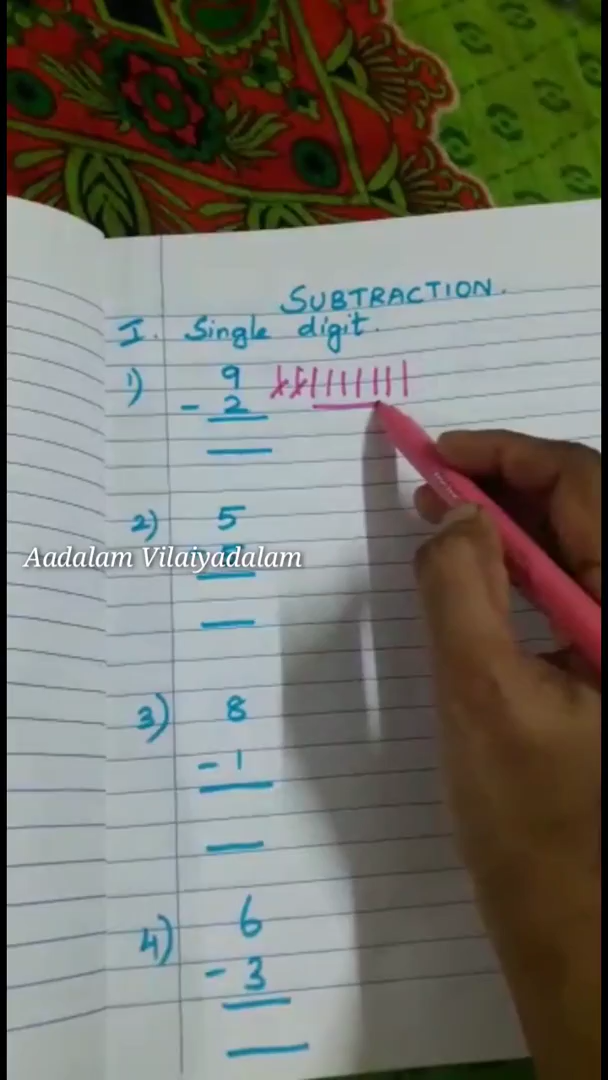 SUBTRACTION.
I. Single digit.
1) 9
- 2
2) 5
Aadalam Vilaiyadalam
3) 8
- 1
4) 6
- 3